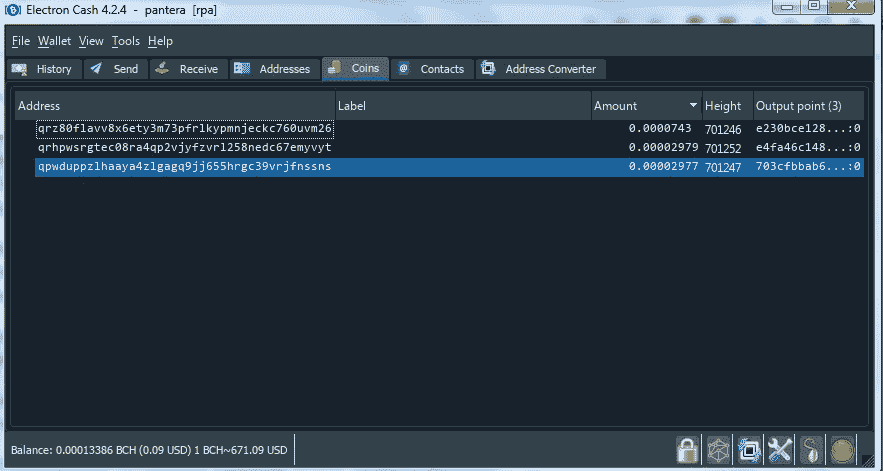 Electron Cash 4.2.4 - pantera [rpa]
File Wallet View Tools Help
History Send Receive Addresses Coins Contacts Address Converter
Address Label Amount Height Output point (3)
qrz80flavv8x6ety3m73pfrlkypmnjeckc760uvm26 0.0000743 701246 e230bce128...:0
qrhpwsrgtec08ra4qp2vjyfzvrl258nedc67emyvyt 0.00002979 701252 e4fa46c148...:0
qpwduppzlhaaya4zlgagq9jj655hrgc39vrjfnssns 0.00002977 701247 703cfbbab6...:0
Balance: 0.00013386 BCH (0.09 USD) 1 BCH~671.09 USD